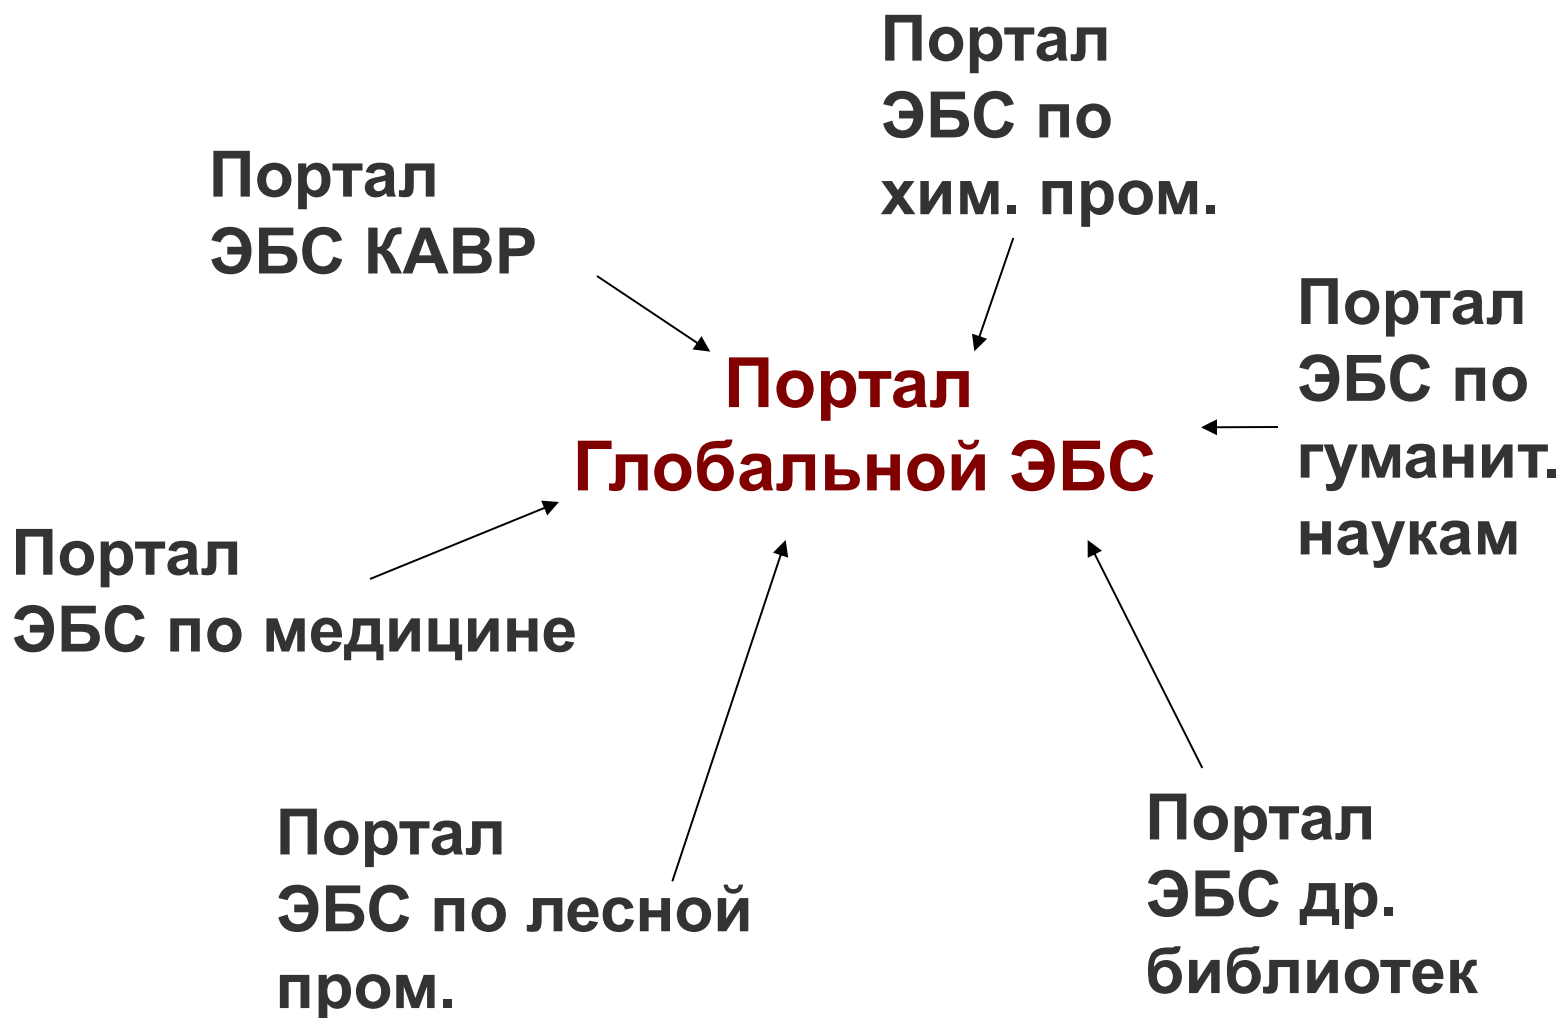 Портал
ЭБС по
хим. пром.
Портал
ЭБС КАВР
Портал
ЭБС по
гуманит.
наукам
Портал
Глобальной ЭБС
Портал
ЭБС по медицине
Портал
ЭБС по лесной
пром.
Портал
ЭБС др.
библиотек